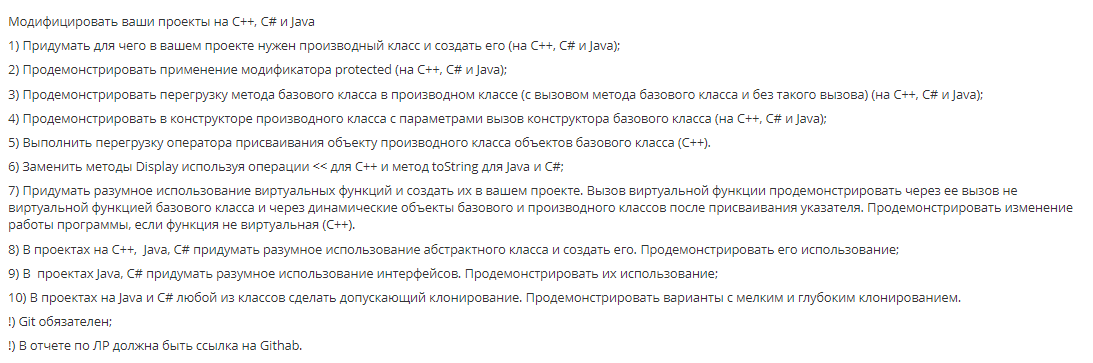 Модифицировать ваши проекты на C++, C# и Java
1) Придумать для чего в вашем проекте нужен производный класс и создать его (на C++, C# и Java);
2) Продемонстрировать применение модификатора protected (на C++, C# и Java);
3) Продемонстрировать перегрузку метода базового класса в производном классе (с вызовом метода базового класса и без такого вызова) (на C++, C# и Java);
4) Продемонстрировать в конструкторе производного класса с параметрами вызов конструктора базового класса (на C++, C# и Java);
5) Выполнить перегрузку оператора присваивания объекту производного класса объектов базового класса (C++).
6) Заменить методы Display используя операции << для C++ и метод toString для Java и C#;
7) Придумать разумное использование виртуальных функций и создать их в вашем проекте. Вызов виртуальной функции продемонстрировать через ее вызов не
виртуальной функцией базового класса и через динамические объекты базового и производного классов после присваивания указателя. Продемонстрировать изменение
работы программы, если функция не виртуальная (C++).
8) В проектах на C++,  Java, C# придумать разумное использование абстрактного класса и создать его. Продемонстрировать его использование;
9) В  проектах Java, C# придумать разумное использование интерфейсов. Продемонстрировать их использование;
10) В проектах на Java и C# любой из классов сделать допускающий клонирование. Продемонстрировать варианты с мелким и глубоким клонированием.
!) Git обязателен;
!) В отчете по ЛР должна быть ссылка на Githab.